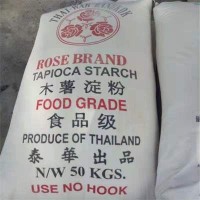 ROSE BRAND
TAPIOCA STARCH
木薯淀粉
FOOD GRADE
食品级
PRODUCE OF THAILAND
泰華出品
N/W 50 KGS.
USE NO HOOK